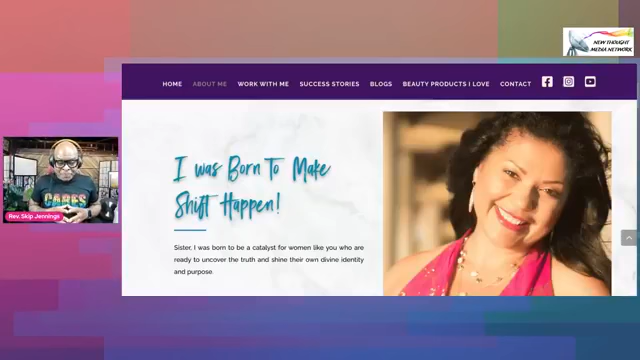 NEW THOUGHT
MEDIA NETWORK
HOME ABOUT ME WORK WITH ME SUCCESS STORIES BLOGS BEAUTY PRODUCTS I LOVE CONTACT
I was Born To Make
Shift Happen!
Sister, I was born to be a catalyst for women like you who are
ready to uncover the truth and shine their own divine identity
and purpose.
CARES
Rev. Skip Jennings